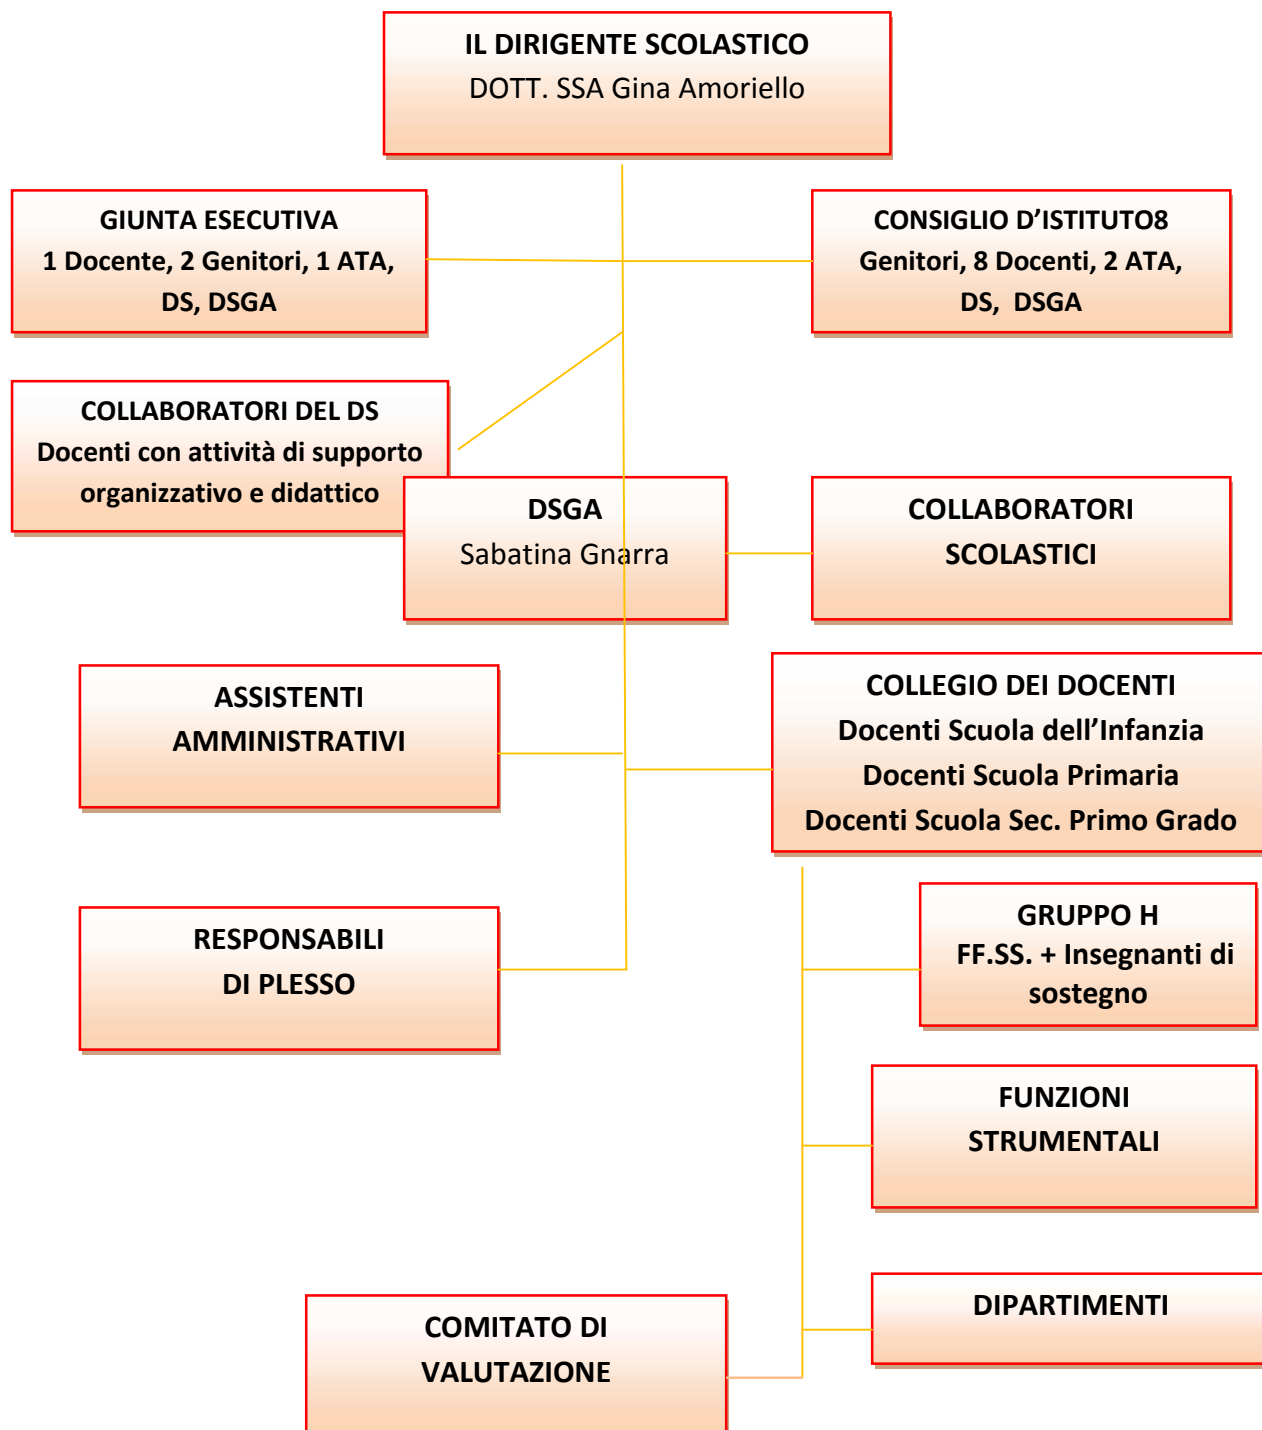 IL DIRIGENTE SCOLASTICO
DOTT. SSA Gina Amoriello
GIUNTA ESECUTIVA
1 Docente, 2 Genitori, 1 ATA,
DS, DSGA
CONSIGLIO D’ISTITUTO8
Genitori, 8 Docenti, 2 ATA,
DS, DSGA
COLLABORATORI DEL DS
Docenti con attività di supporto
organizzativo e didattico
DSGA
Sabatina Gnarra
COLLABORATORI
SCOLASTICI
ASSISTENTI
AMMINISTRATIVI
COLLEGIO DEI DOCENTI
Docenti Scuola dell’Infanzia
Docenti Scuola Primaria
Docenti Scuola Sec. Primo Grado
RESPONSABILI
DI PLESSO
GRUPPO H
FF.SS. + Insegnanti di
sostegno
FUNZIONI
STRUMENTALI
DIPARTIMENTI
COMITATO DI
VALUTAZIONE